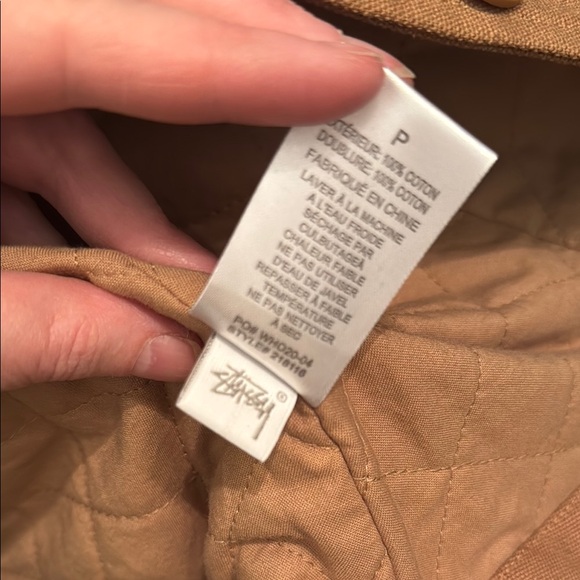 P
EXTÉRIEUR: 100% COTON
DOUBLURE: 100% COTON
FABRIQUÉ EN CHINE
LAVER À LA MACHINE
À L'EAU FROIDE
SÉCHAGE PAR
CULBUTAGE À
CHALEUR FAIBLE
NE PAS UTILISER
D'EAU DE JAVEL
REPASSER À FAIBLE
TEMPÉRATURE
NE PAS NETTOYER
À SEC
PO# WHO20-04
STYLE# 218110
Stüssy ®